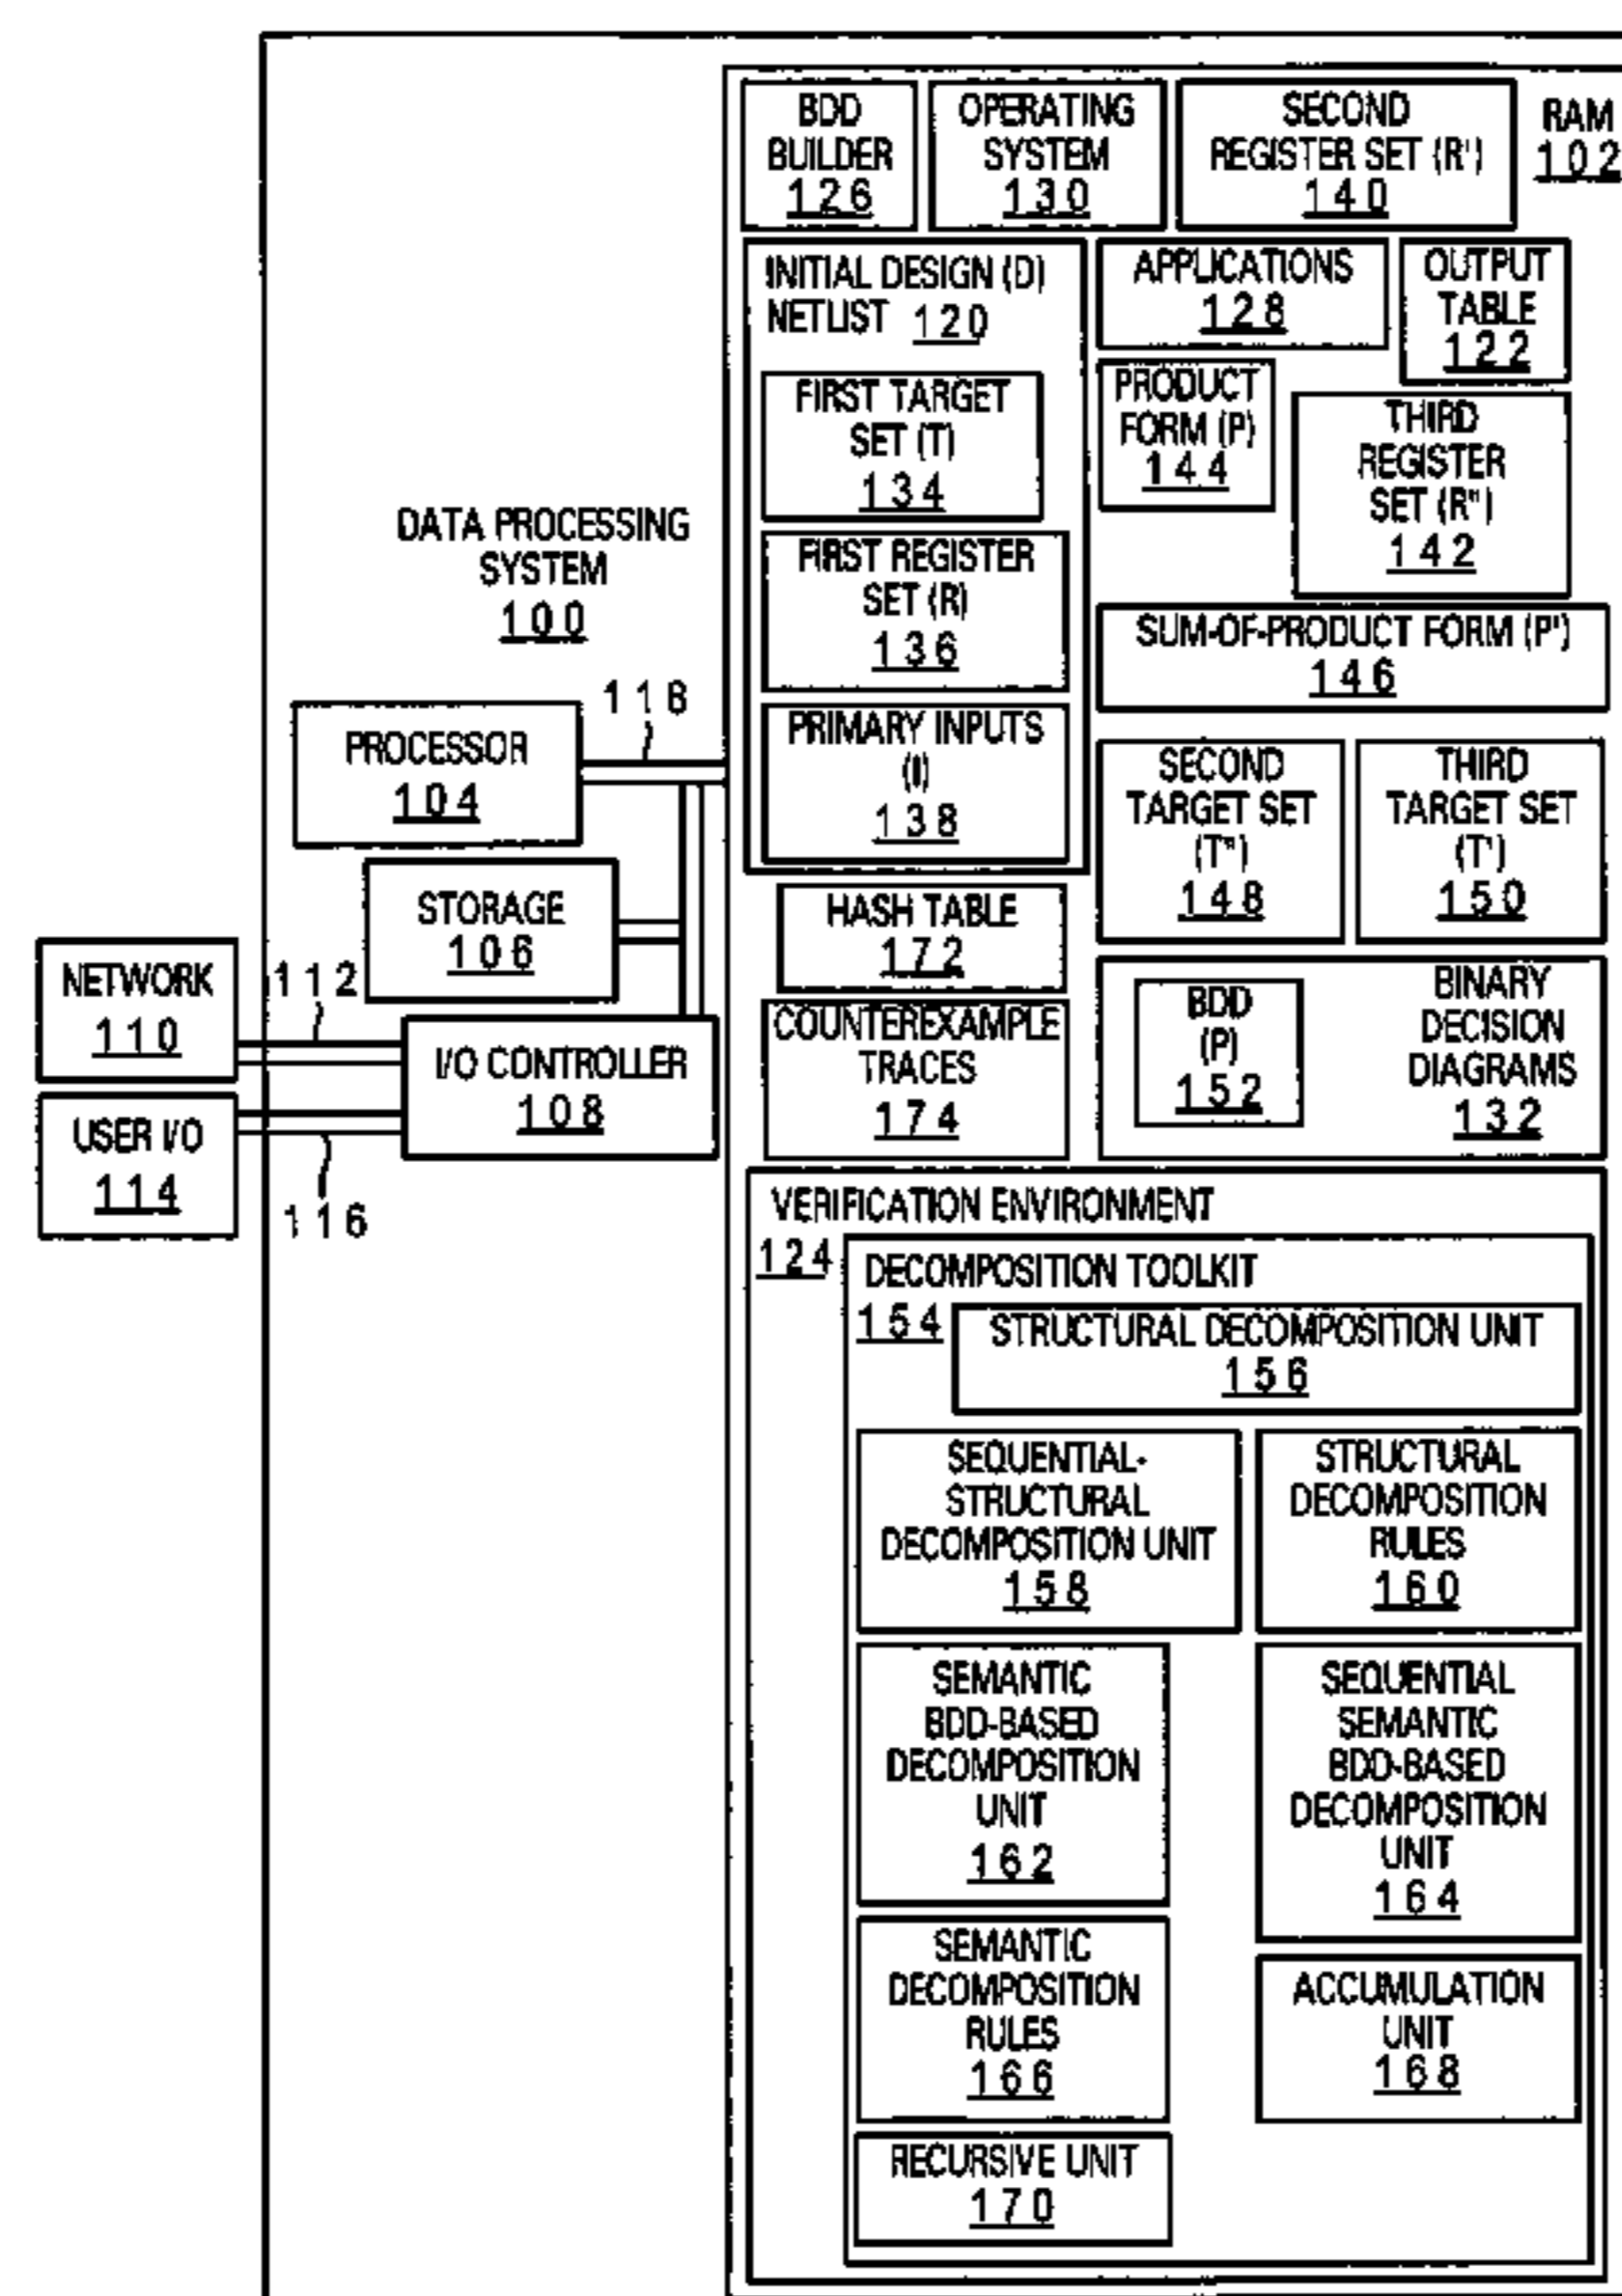 BDD
BUILDER
126
OPERATING
SYSTEM
130
SECOND
REGISTER SET (R')
140
RAM
102
INITIAL DESIGN (D)
NETLIST 120
APPLICATIONS
128
OUTPUT
TABLE
122
FIRST TARGET
SET (T)
134
PRODUCT
FORM (P)
144
THIRD
REGISTER
SET (R")
142
DATA PROCESSING
SYSTEM
100
FIRST REGISTER
SET (R)
136
SUM-OF-PRODUCT FORM (P')
146
118
PROCESSOR
104
PRIMARY INPUTS
(I)
138
SECOND
TARGET SET
(T")
148
THIRD
TARGET SET
(T')
150
STORAGE
106
HASH TABLE
172
NETWORK
110
112
I/O CONTROLLER
108
COUNTEREXAMPLE
TRACES
174
BDD
(P)
152
BINARY
DECISION
DIAGRAMS
132
USER I/O
114
116
VERIFICATION ENVIRONMENT
124
DECOMPOSITION TOOLKIT
154
STRUCTURAL DECOMPOSITION UNIT
156
SEQUENTIAL-
STRUCTURAL
DECOMPOSITION UNIT
158
STRUCTURAL
DECOMPOSITION
RULES
160
SEMANTIC
BDD-BASED
DECOMPOSITION
UNIT
162
SEQUENTIAL
SEMANTIC
BDD-BASED
DECOMPOSITION
UNIT
164
SEMANTIC
DECOMPOSITION
RULES
166
ACCUMULATION
UNIT
168
RECURSIVE UNIT
170